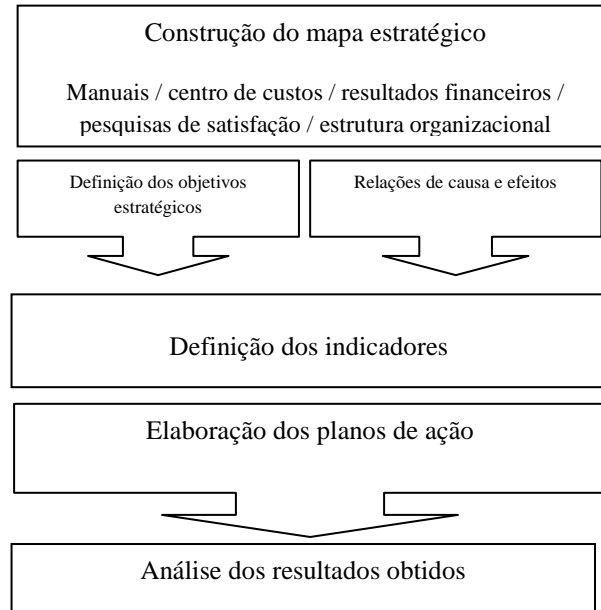 Construção do mapa estratégico
Manuais / centro de custos / resultados financeiros /
pesquisas de satisfação / estrutura organizacional
Definição dos objetivos
estratégicos
Relações de causa e efeitos
Definição dos indicadores
Elaboração dos planos de ação
Análise dos resultados obtidos